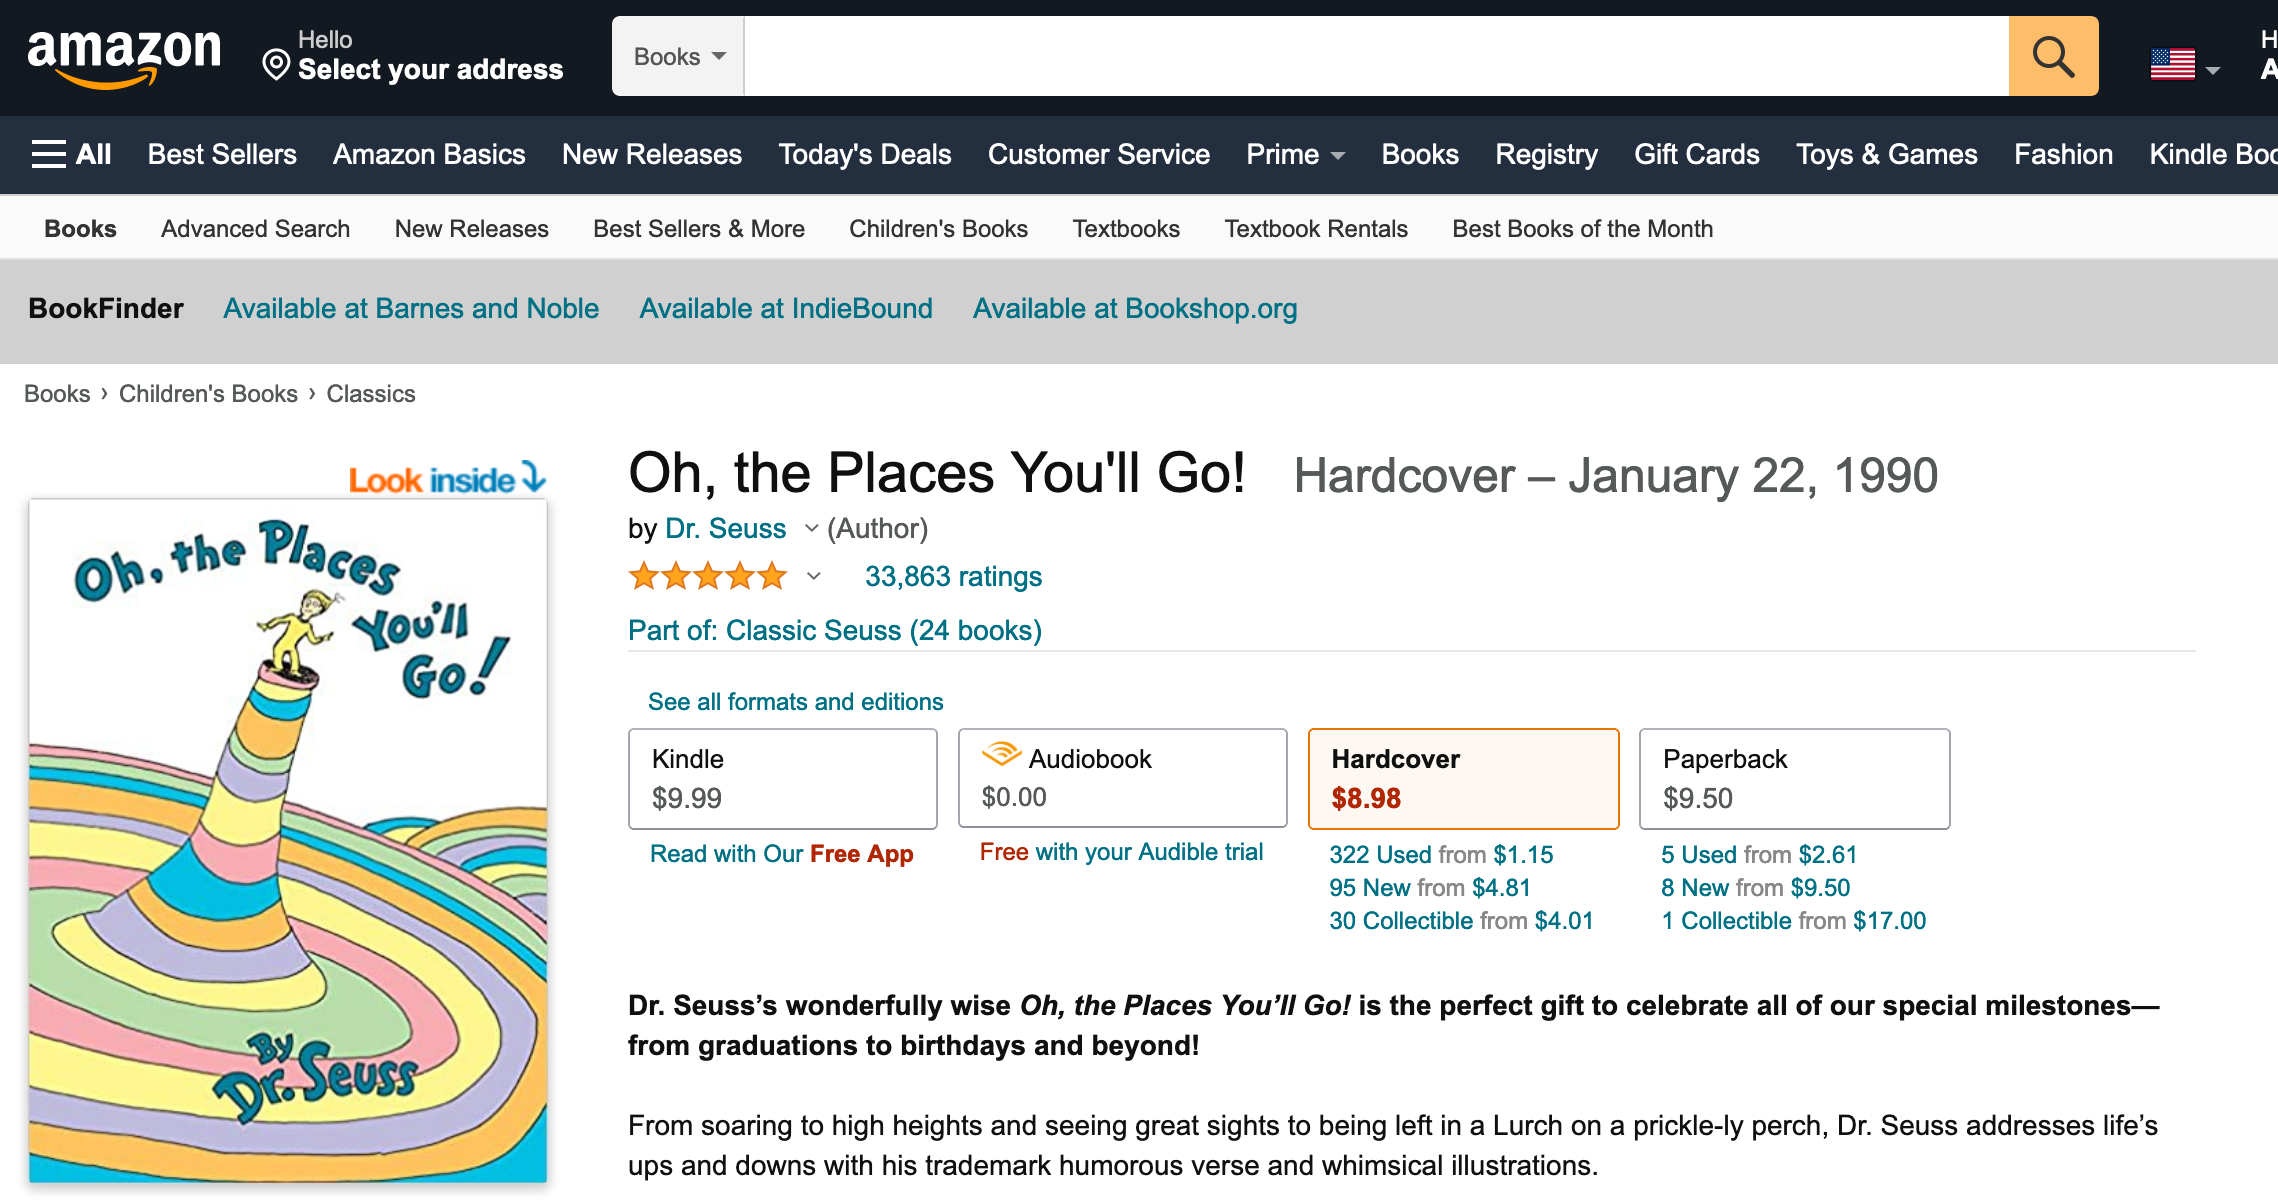 amazon
Hello
Select your address
Books
All
Best Sellers
Amazon Basics
New Releases
Today's Deals
Customer Service
Prime
Books
Registry
Gift Cards
Toys & Games
Fashion
Kindle
Books
Advanced Search
New Releases
Best Sellers & More
Children's Books
Textbooks
Textbook Rentals
Best Books of the Month
BookFinder
Available at Barnes and Noble
Available at IndieBound
Available at Bookshop.org
Books › Children's Books › Classics
Look inside
Oh, the Places
You'll
Go!
By
Dr. Seuss
Oh, the Places You'll Go! Hardcover – January 22, 1990
by Dr. Seuss (Author)
33,863 ratings
Part of: Classic Seuss (24 books)
See all formats and editions
Kindle
$9.99
Read with Our Free App
Audiobook
$0.00
Free with your Audible trial
Hardcover
$8.98
322 Used from $1.15
95 New from $4.81
30 Collectible from $4.01
Paperback
$9.50
5 Used from $2.61
8 New from $9.50
1 Collectible from $17.00
Dr. Seuss’s wonderfully wise Oh, the Places You’ll Go! is the perfect gift to celebrate all of our special milestones—
from graduations to birthdays and beyond!
From soaring to high heights and seeing great sights to being left in a Lurch on a prickle-ly perch, Dr. Seuss addresses life’s
ups and downs with his trademark humorous verse and whimsical illustrations.